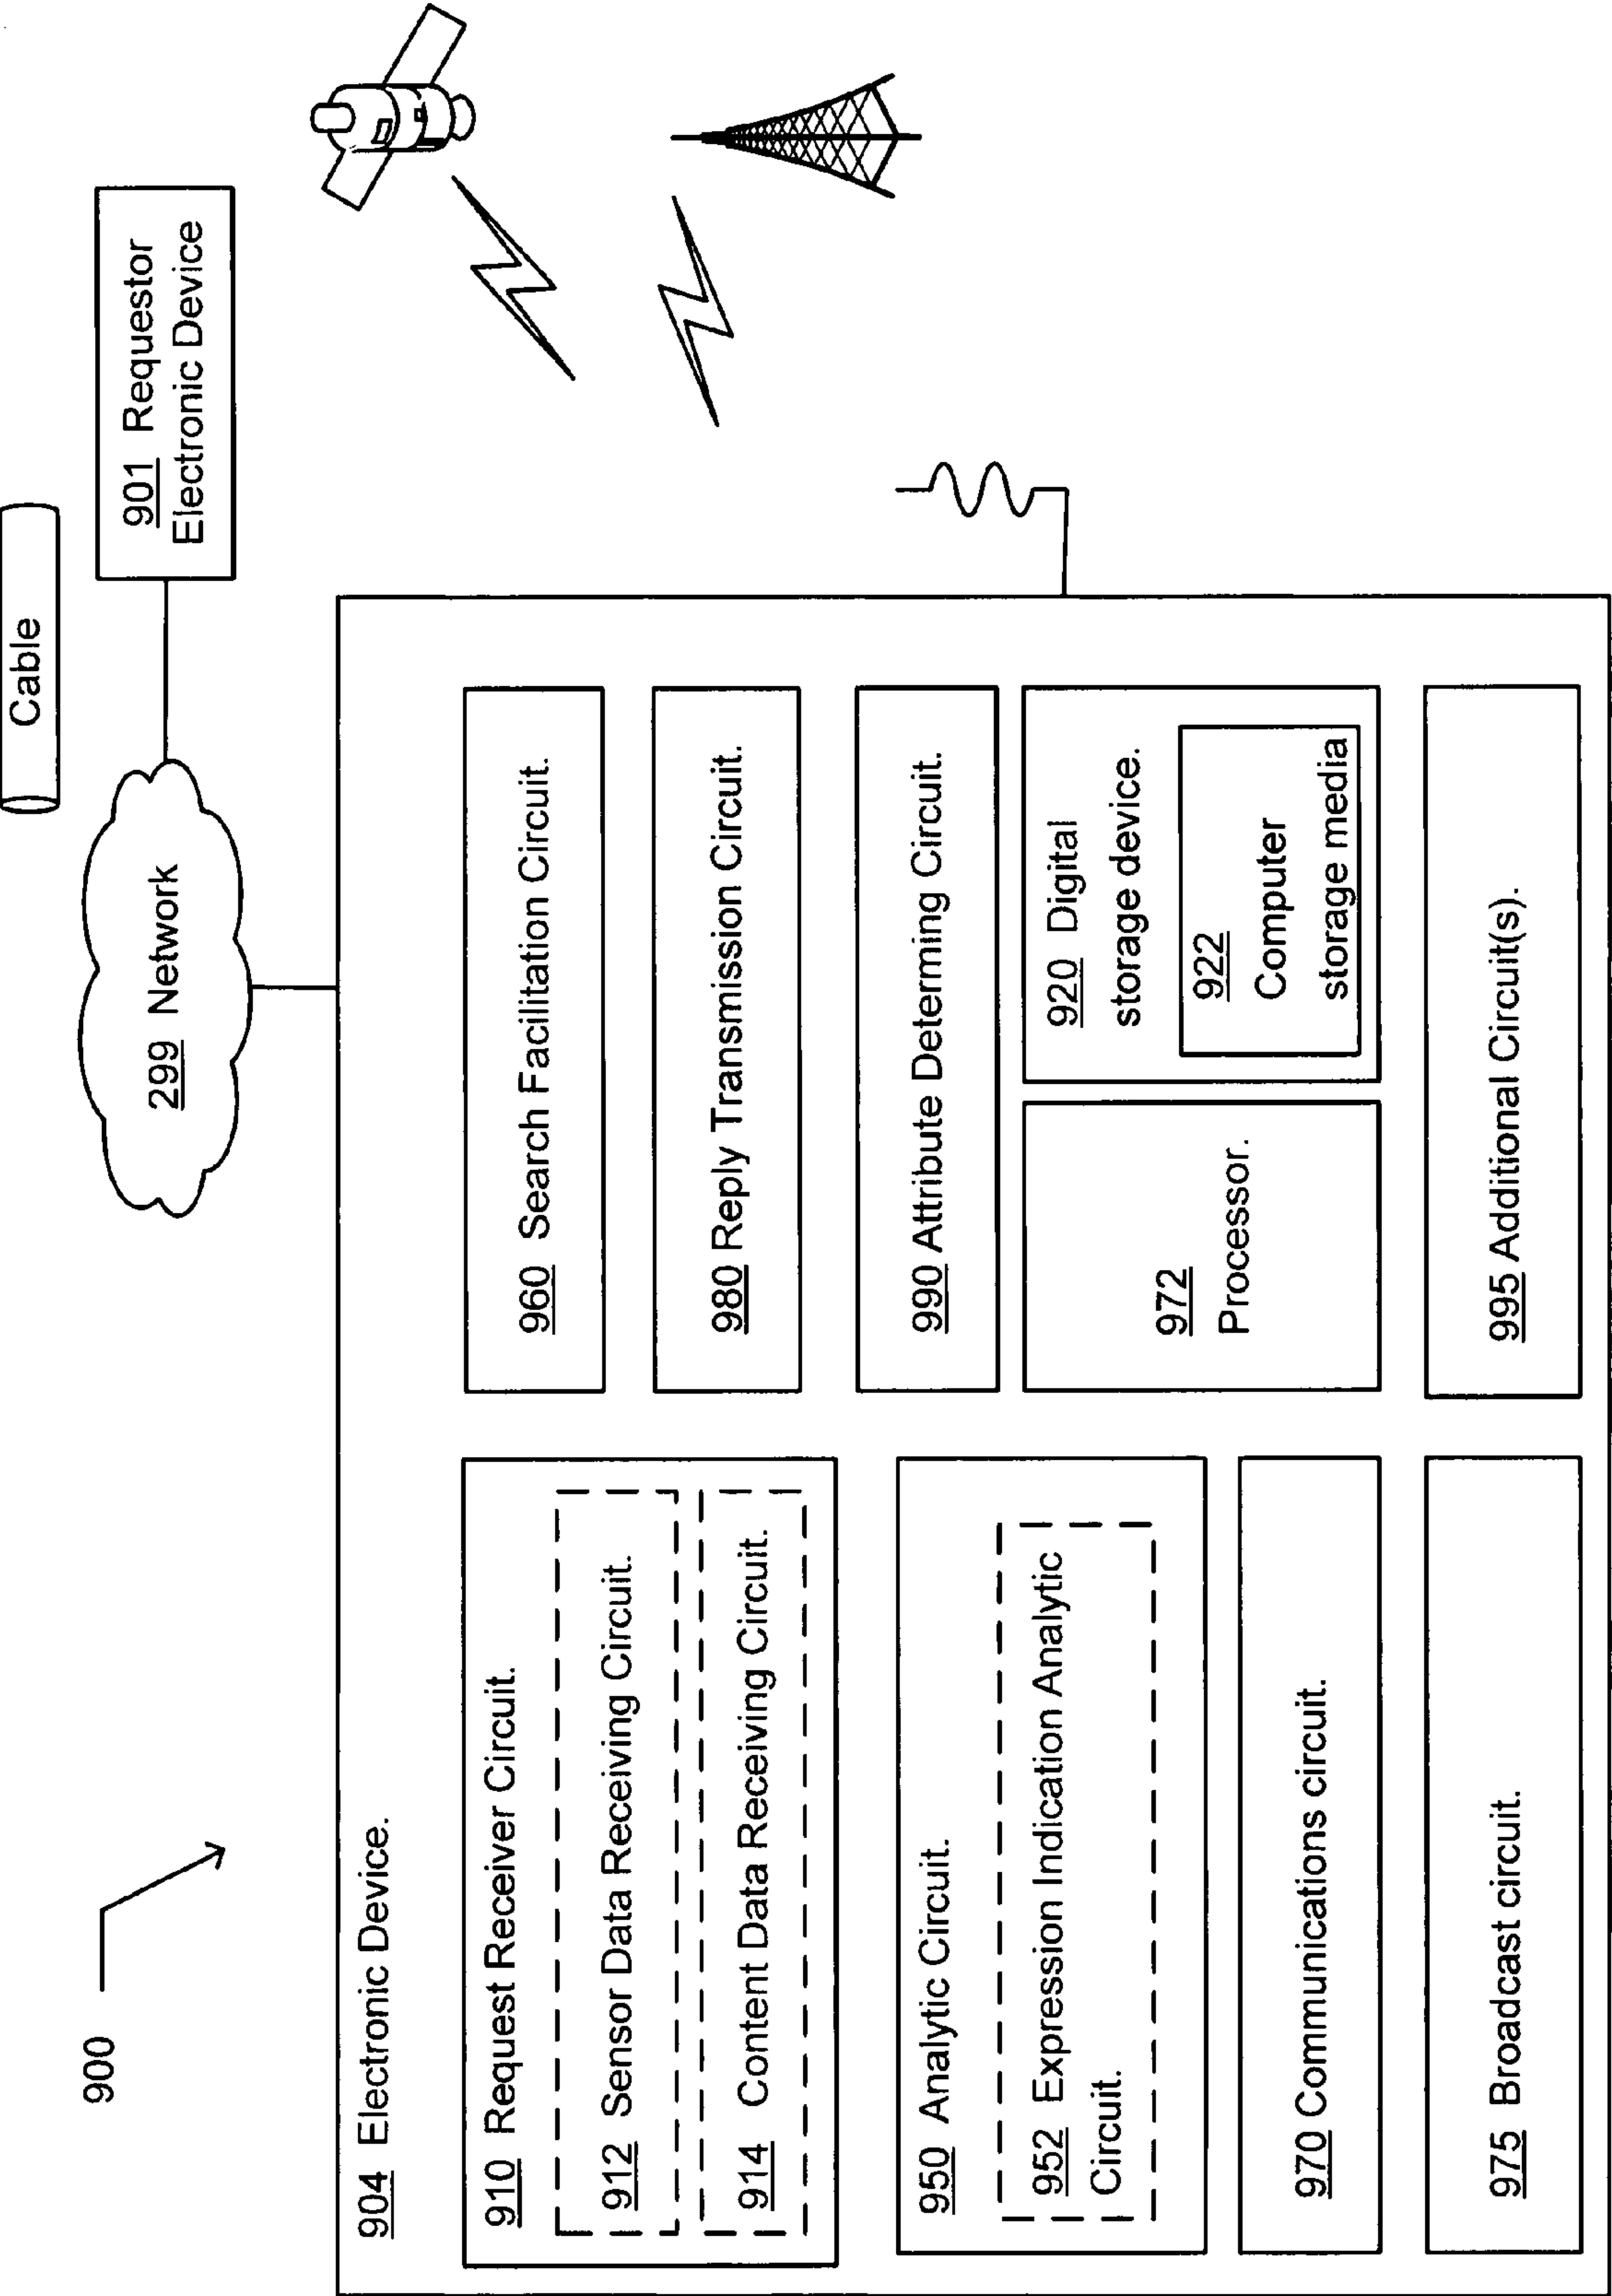 900
Cable
299 Network
901 Requestor
Electronic Device
904 Electronic Device.
910 Request Receiver Circuit.
912 Sensor Data Receiving Circuit.
914 Content Data Receiving Circuit.
950 Analytic Circuit.
952 Expression Indication Analytic
Circuit.
970 Communications circuit.
975 Broadcast circuit.
960 Search Facilitation Circuit.
980 Reply Transmission Circuit.
990 Attribute Determining Circuit.
972
Processor.
920 Digital
storage device.
922
Computer
storage media
995 Additional Circuit(s).